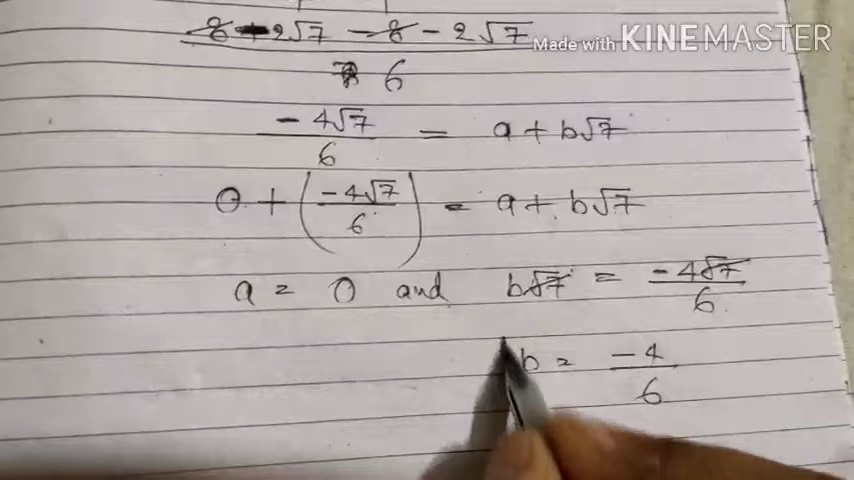 8 - 2√7 - 8 - 2√7
Made with KINEMASTER
6
- 4√7 = a + b√7
6
0 + ( - 4√7 ) = a + b√7
6
a = 0 and b√7 = - 4√7
6
b = - 4
6